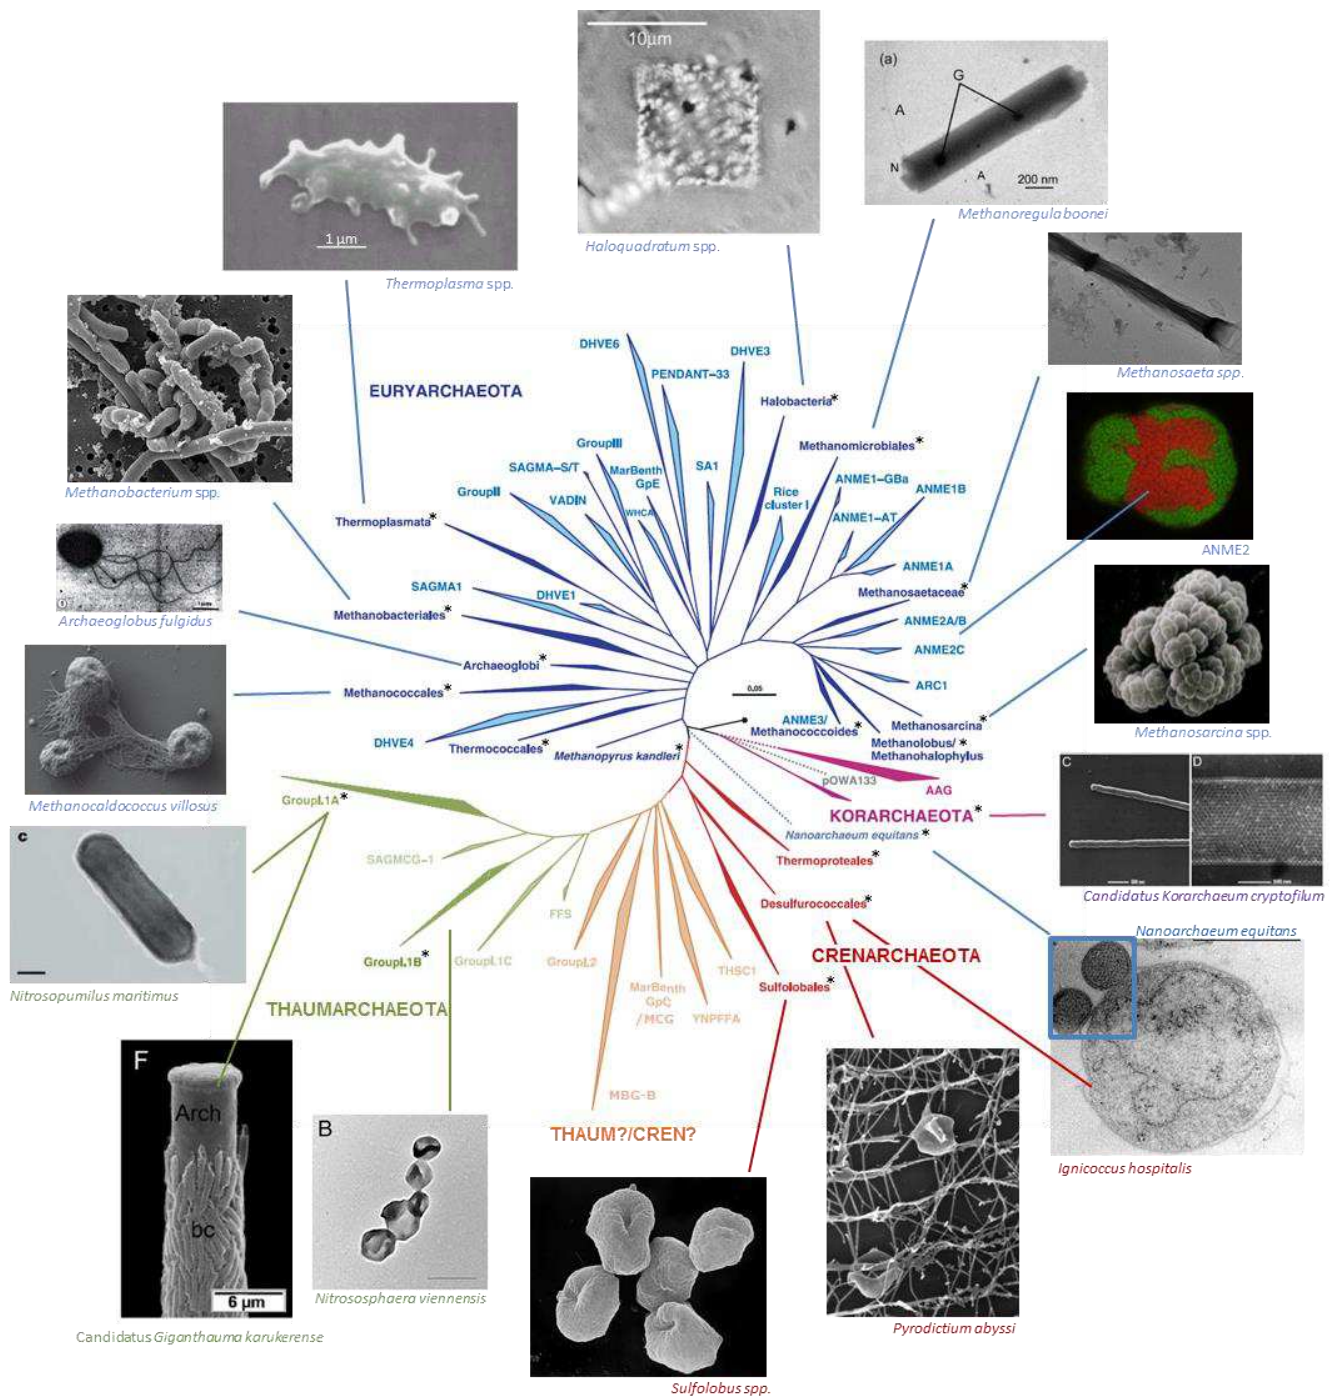 10µm
(a)
G
A
N
A
200 nm
Methanoregula boonei
1 µm
Haloquadratum spp.
Thermoplasma spp.
Methanosaeta spp.
DHVE6
DHVE3
PENDANT-33
EURYARCHAEOTA
Halobacteria*
GroupIII
Methanomicrobiales*
SAGMA-S/T
MarBenth
GpE
SA1
ANME1-GBa
ANME1B
Methanobacterium spp.
GroupII
VADIN
WHCA
Rice
cluster I
ANME1-AT
Thermoplasmata*
ANME2
ANME1A
SAGMA1
DHVE1
Methanosaetaceae*
Methanobacteriales*
ANME2A/B
Archaeoglobus fulgidus
ANME2C
Archaeoglobi*
ARC1
Methanococcales*
0,05
ANME3/
Methanococcoides*
Methanosarcina*
Methanosarcina spp.
DHVE4
Thermococcales*
Methanopyrus kandleri*
Methanolobus/*
Methanohalophylus
C
D
pOWA133
AAG
Methanocaldococcus villosus
GroupI.1A*
KORARCHAEOTA*
c
Nanoarchaeum equitans*
SAGMCG-1
Thermoproteales*
Candidatus Korarchaeum cryptofilum
Desulfurococcales*
FFS
Nanoarchaeum equitans
GroupI.1B*
GroupI.1C
GroupI.2
CRENARCHAEOTA
THSC1
Nitrosopumilus maritimus
MarBenth
GpC
/MCG
Sulfolobales*
THAUMARCHAEOTA
YNPFFA
F
MBG-B
Arch
B
THAUM?/CREN?
Ignicoccus hospitalis
bc
6 µm
Nitrososphaera viennensis
Candidatus Giganthauma karukerense
Pyrodictium abyssi
Sulfolobus spp.